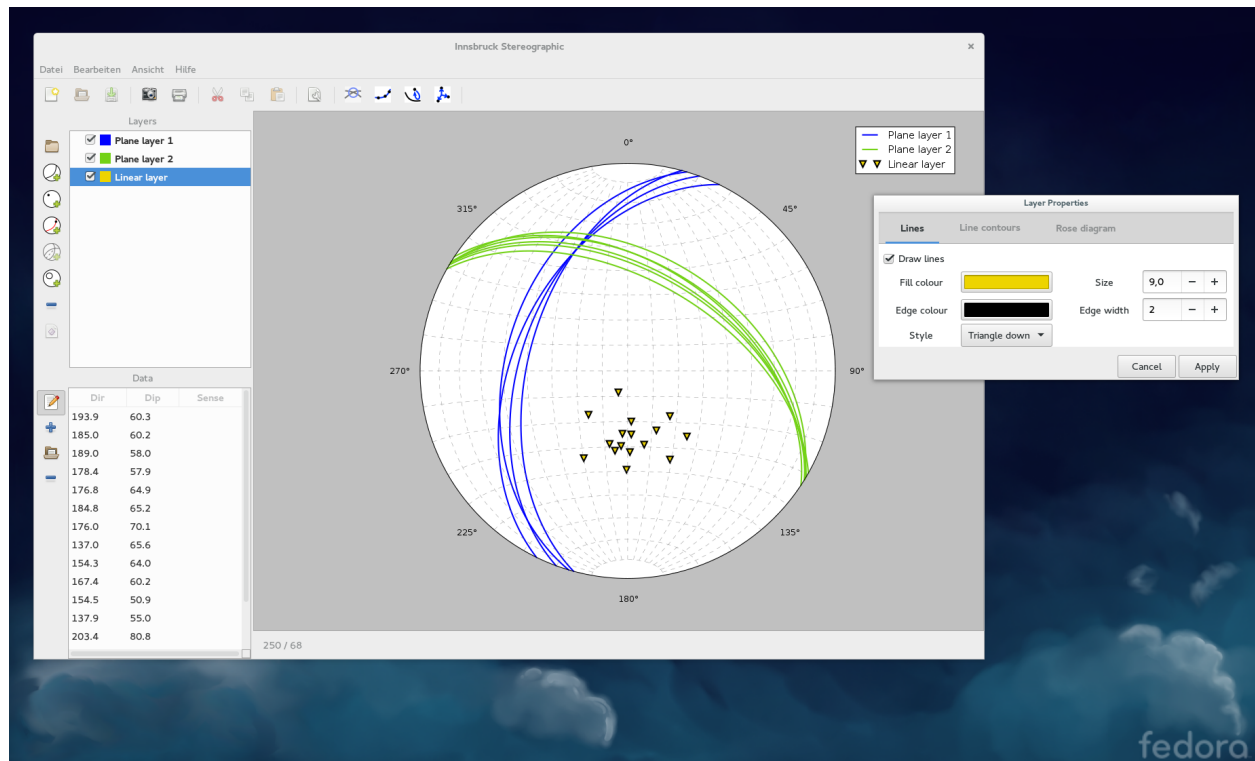 Innsbruck Stereographic
×
Datei Bearbeiten Ansicht Hilfe
Layers
Plane layer 1
Plane layer 2
Linear layer
Data
Dir Dip Sense
193.9 60.3
185.0 60.2
189.0 58.0
178.4 57.9
176.8 64.9
184.8 65.2
176.0 70.1
137.0 65.6
154.3 64.0
167.4 60.2
154.5 50.9
137.9 55.0
203.4 80.8
0°
45°
90°
135°
180°
225°
270°
315°
Plane layer 1
Plane layer 2
Linear layer
250 / 68
Layer Properties
Lines Line contours Rose diagram
Draw lines
Fill colour Size 9,0 − +
Edge colour Edge width 2 − +
Style Triangle down
Cancel Apply
fedora